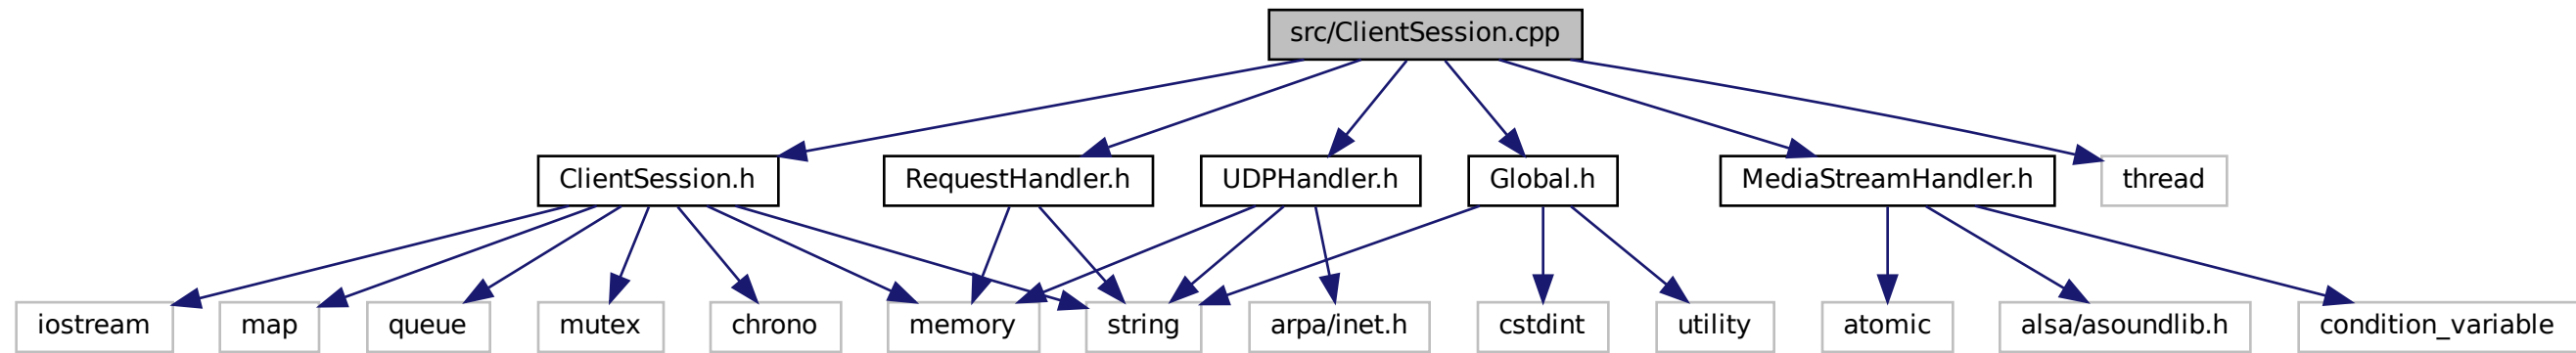 src/ClientSession.cpp
ClientSession.h
RequestHandler.h
UDPHandler.h
Global.h
MediaStreamHandler.h
thread
iostream
map
queue
mutex
chrono
memory
string
arpa/inet.h
cstdint
utility
atomic
alsa/asoundlib.h
condition_variable